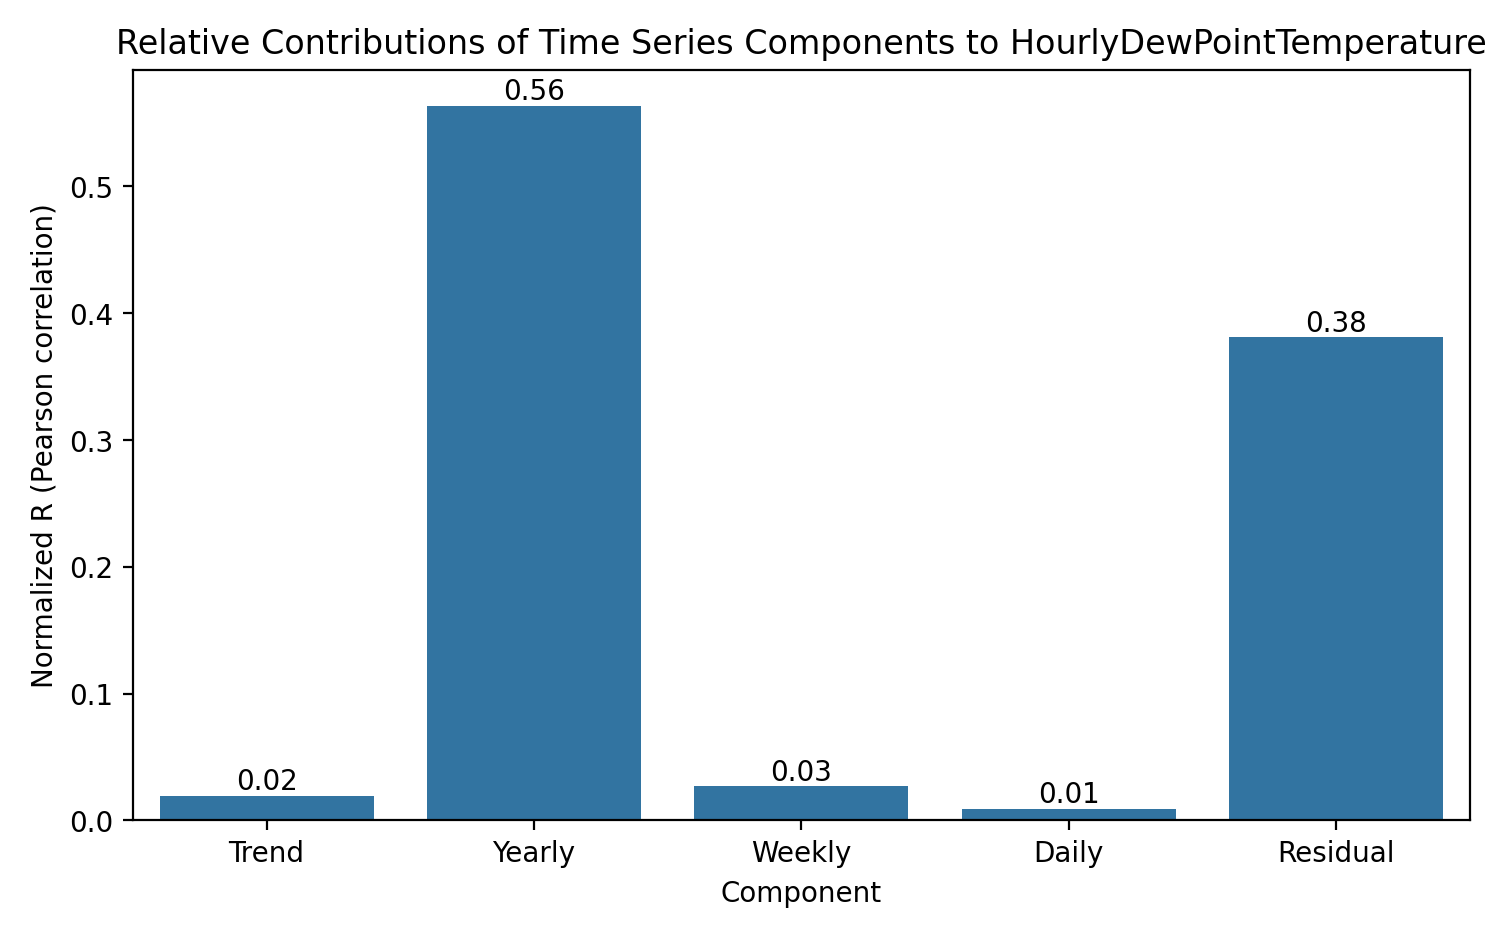 Relative Contributions of Time Series Components to HourlyDewPointTemperature
Normalized R (Pearson correlation)
0.5
0.4
0.3
0.2
0.1
0.0
0.02
0.56
0.03
0.01
0.38
Trend
Yearly
Weekly
Daily
Residual
Component